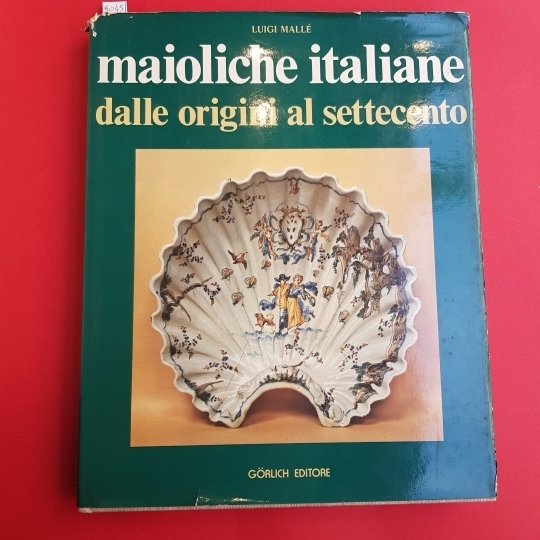 LUIGI MALLÉ
maioliche italiane
dalle origini al settecento
GÖRLICH EDITORE